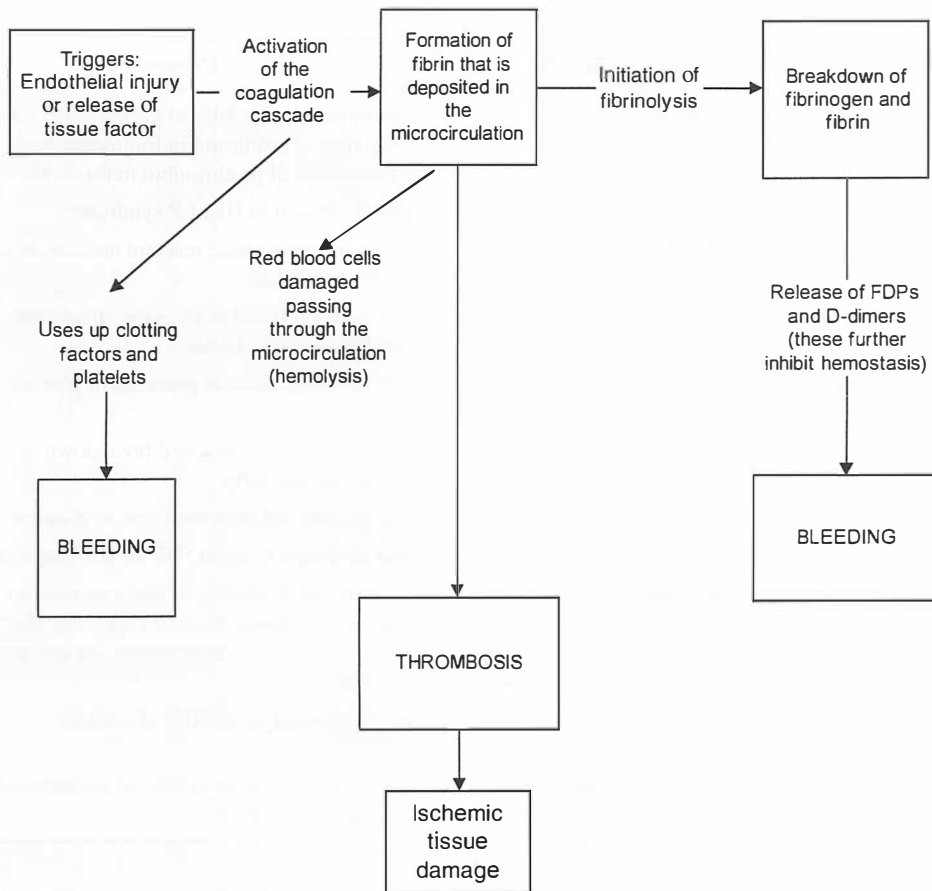 Triggers:
Endothelial injury
or release of
tissue factor
Activation
of the
coagulation
cascade
Formation of
fibrin that is
deposited in
the
microcirculation
Initiation of
fibrinolysis
Breakdown of
fibrinogen and
fibrin
Uses up clotting
factors and
platelets
Red blood cells
damaged
passing
through the
microcirculation
(hemolysis)
Release of FDPs
and D-dimers
(these further
inhibit hemostasis)
BLEEDING
BLEEDING
THROMBOSIS
Ischemic
tissue
damage